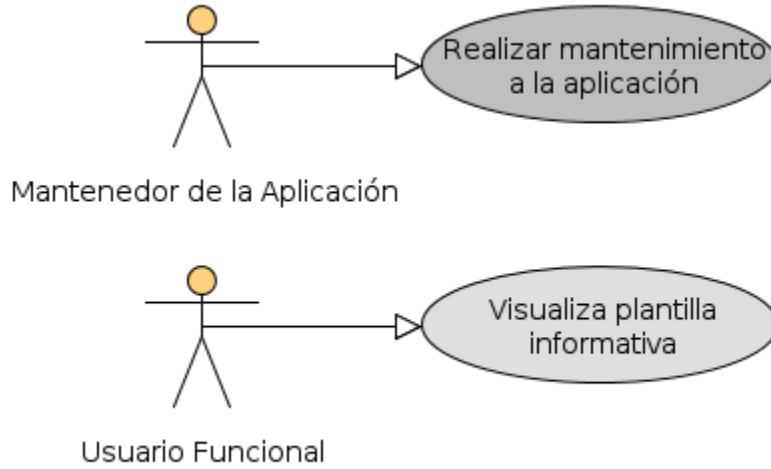 Realizar mantenimiento
a la aplicación
Mantenedor de la Aplicación
Visualiza plantilla
informativa
Usuario Funcional